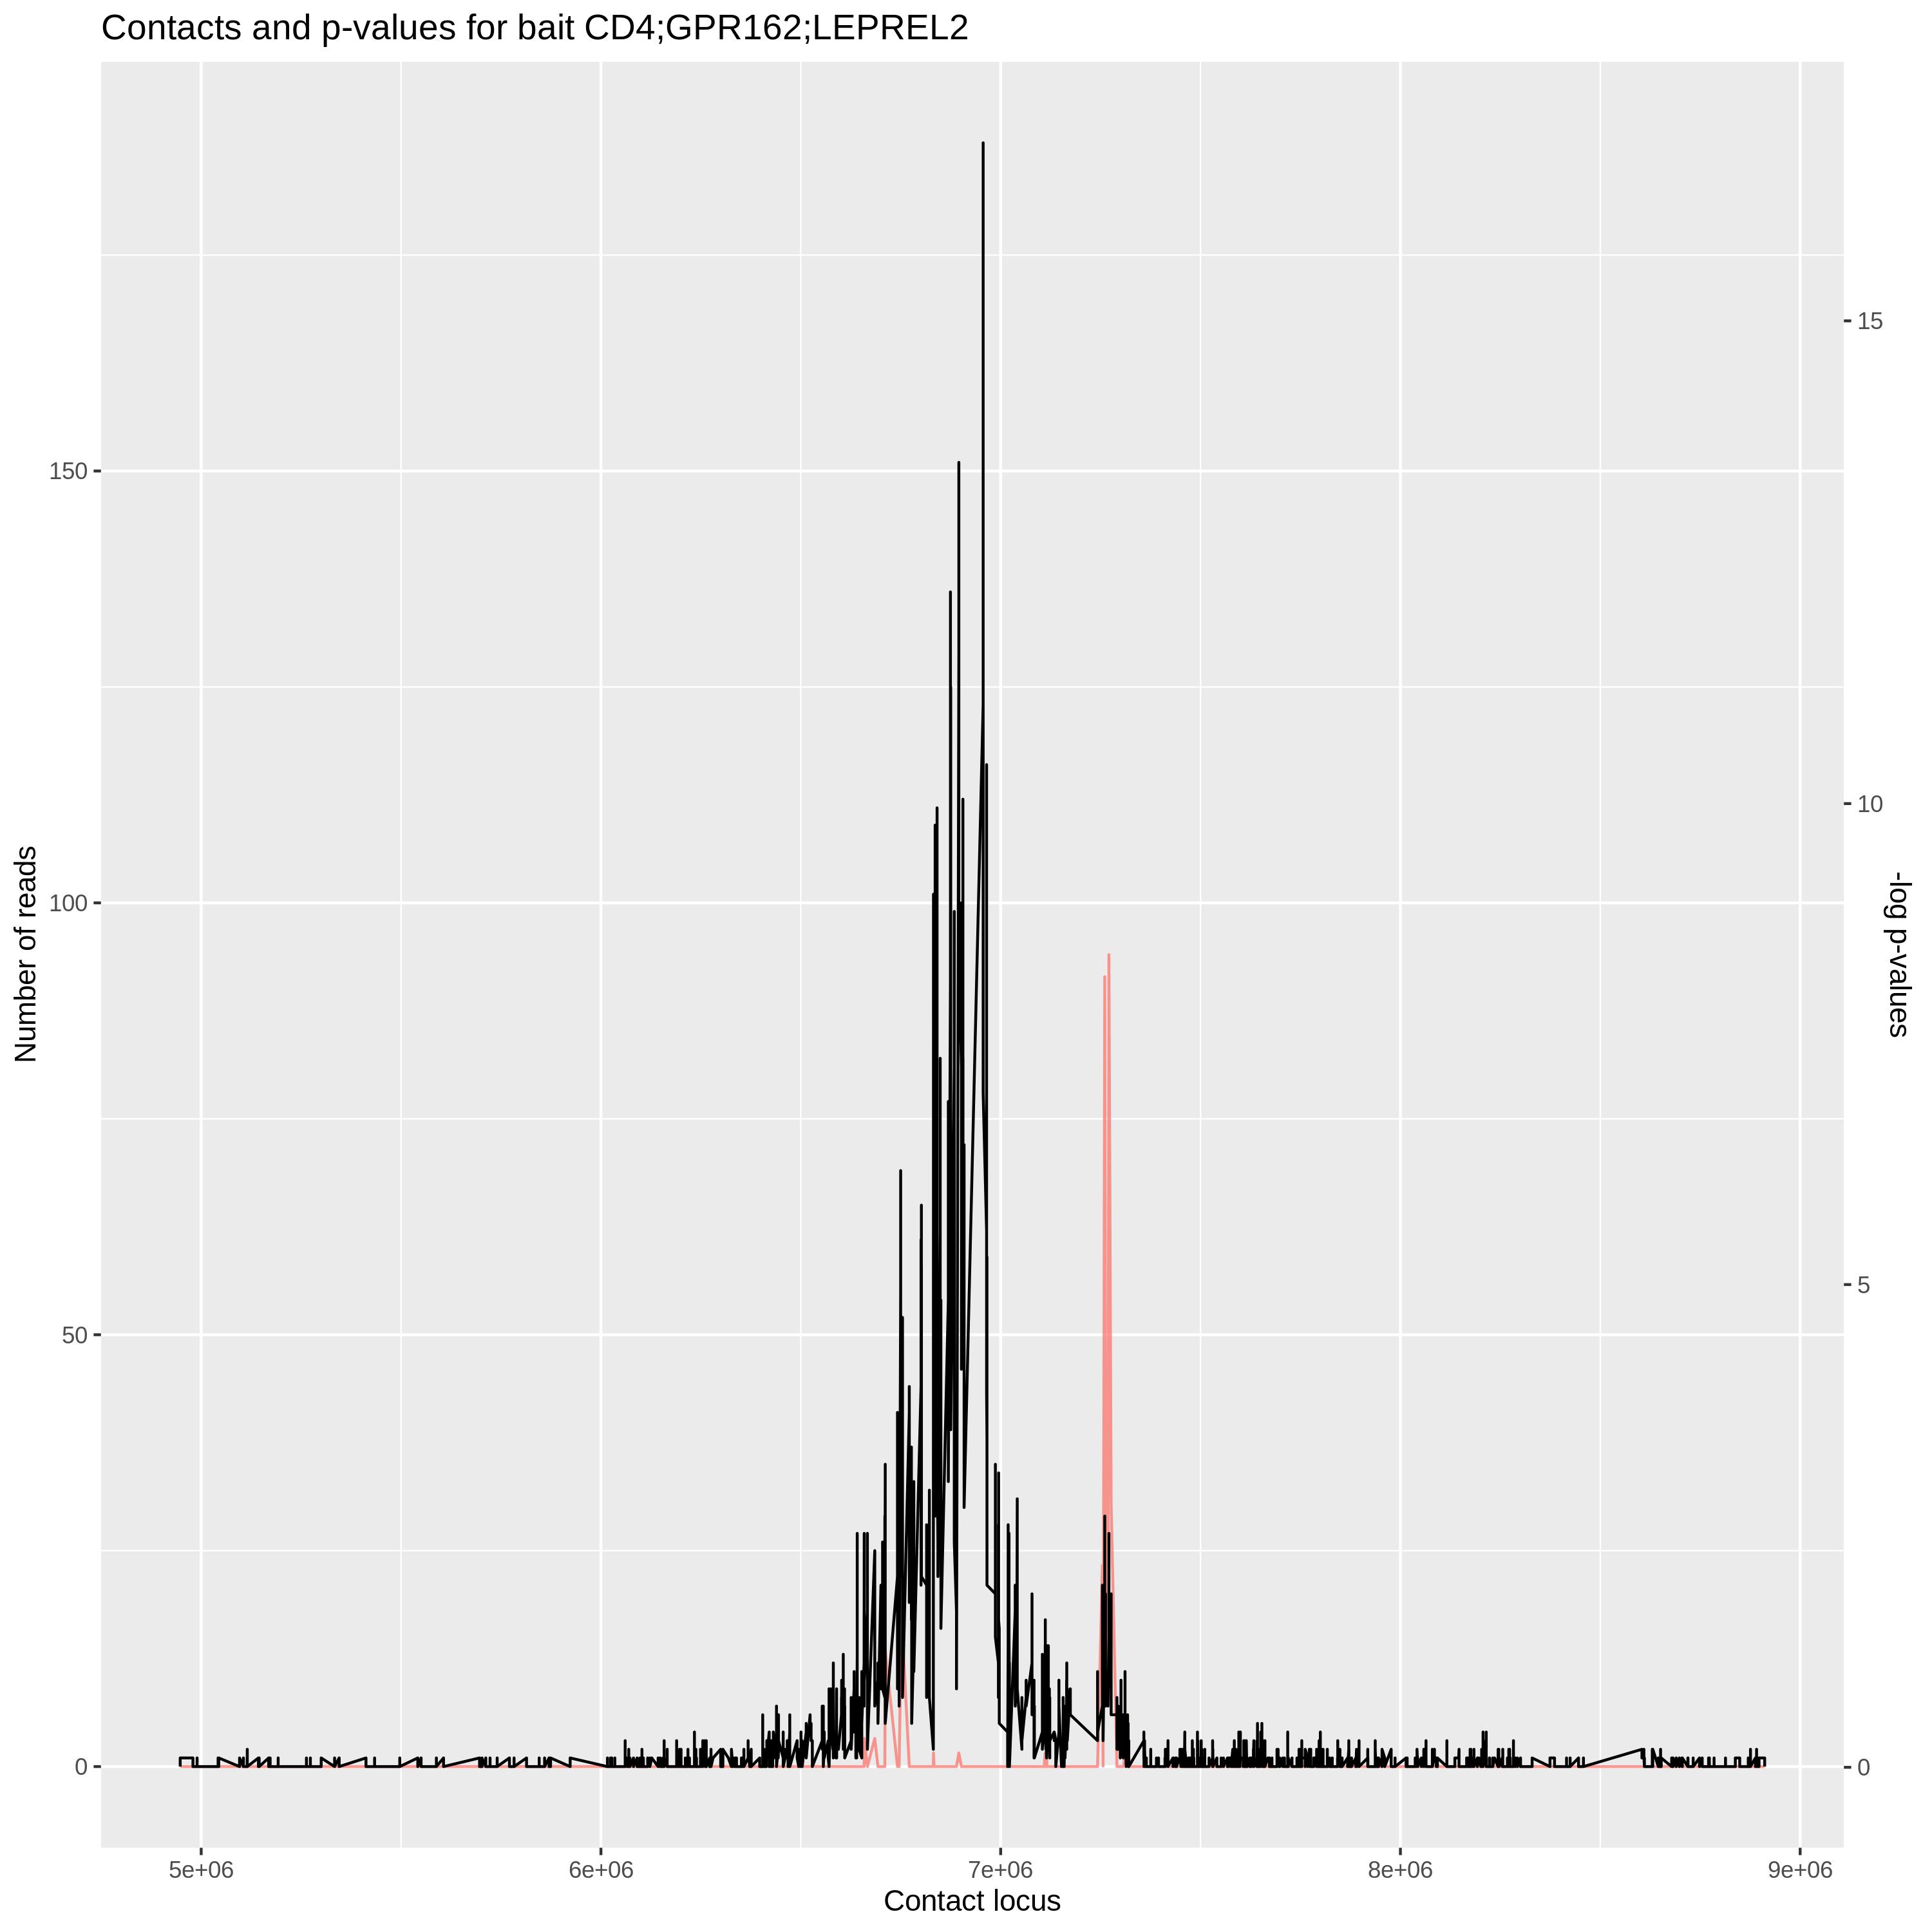 Contacts and p-values for bait CD4;GPR162;LEPREL2
Number of reads
150
100
50
0
15
10
5
0
-log p-values
5e+06 6e+06 7e+06 8e+06 9e+06
Contact locus